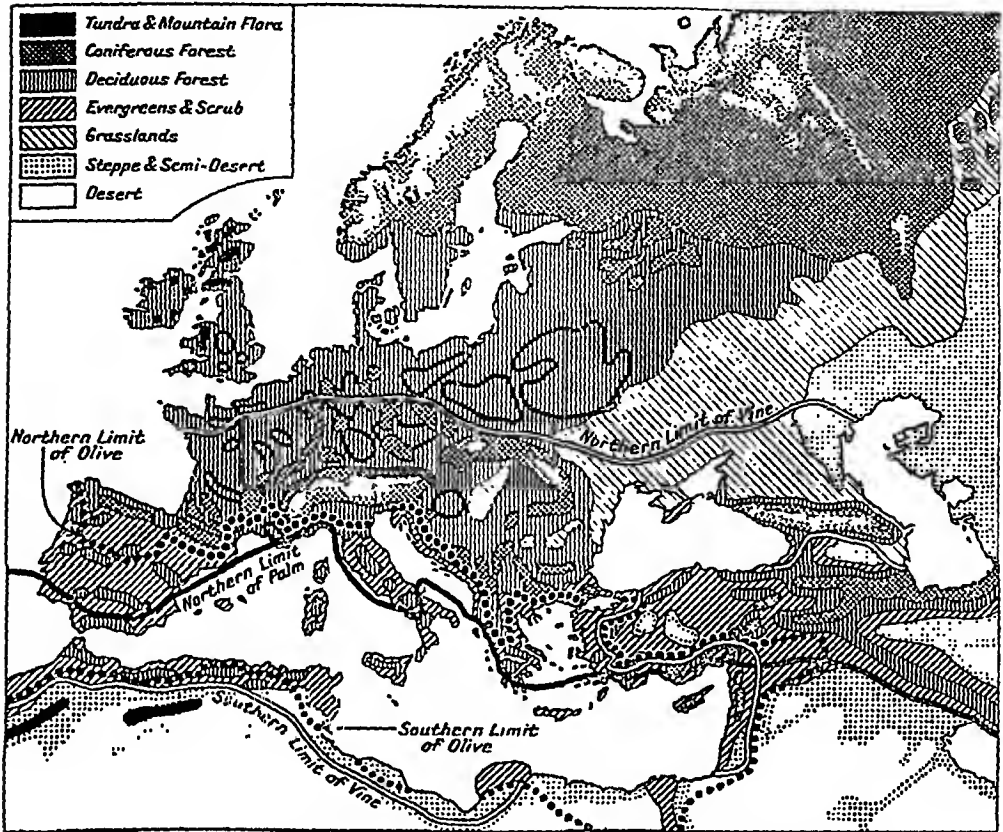 Tundra & Mountain Flora
Coniferous Forest
Deciduous Forest
Evergreens & Scrub
Grasslands
Steppe & Semi-Desert
Desert
Northern Limit
of Olive
Northern Limit of Vine
Northern Limit
of Palm
Southern Limit
of Olive
Southern Limit of Vine